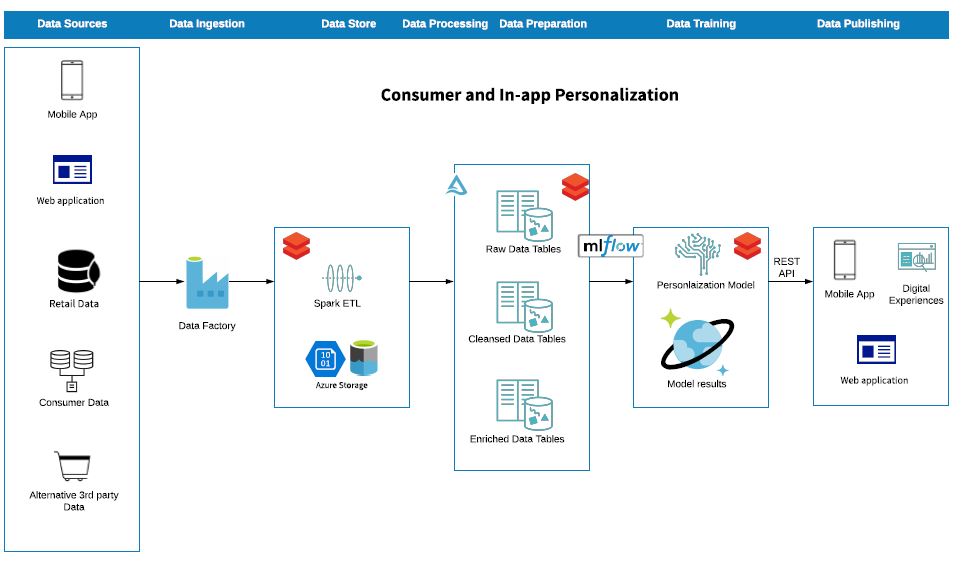 Data Sources
Data Ingestion
Data Store
Data Processing
Data Preparation
Data Training
Data Publishing
Consumer and In-app Personalization
Mobile App
Web application
Retail Data
Consumer Data
Alternative 3rd party
Data
Data Factory
Spark ETL
10
01
Azure Storage
Raw Data Tables
Cleansed Data Tables
Enriched Data Tables
mlflow
Personlaization Model
Model results
REST
API
Mobile App
Digital
Experiences
Web application